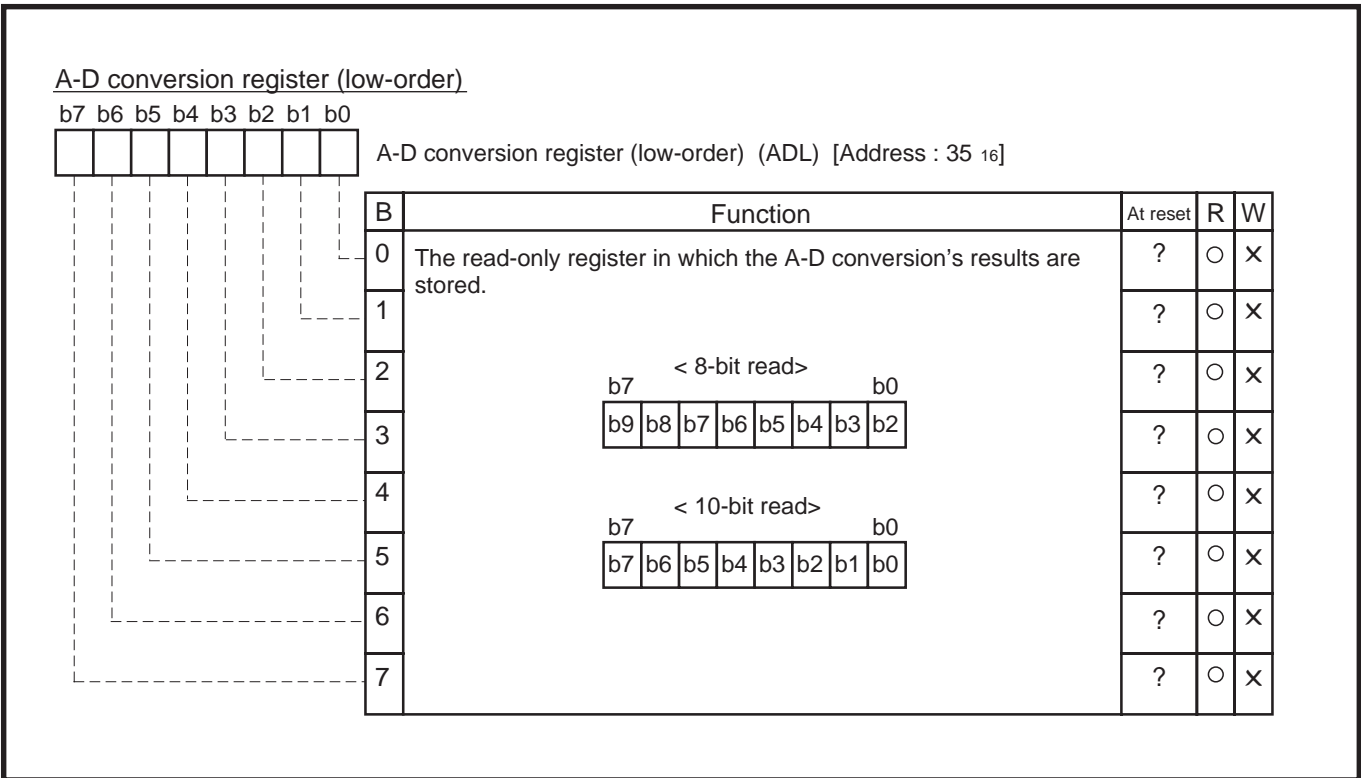 A-D conversion register (low-order)
b7 b6 b5 b4 b3 b2 b1 b0
A-D conversion register (low-order) (ADL) [Address : 35 16]
B Function At reset R W
0 The read-only register in which the A-D conversion's results are ? ○ ×
stored.
1 ? ○ ×
< 8-bit read>
2 ? ○ ×
b7 b0
b9 b8 b7 b6 b5 b4 b3 b2
3 ? ○ ×
4 ? ○ ×
< 10-bit read>
b7 b0
5 ? ○ ×
b7 b6 b5 b4 b3 b2 b1 b0
6 ? ○ ×
7 ? ○ ×